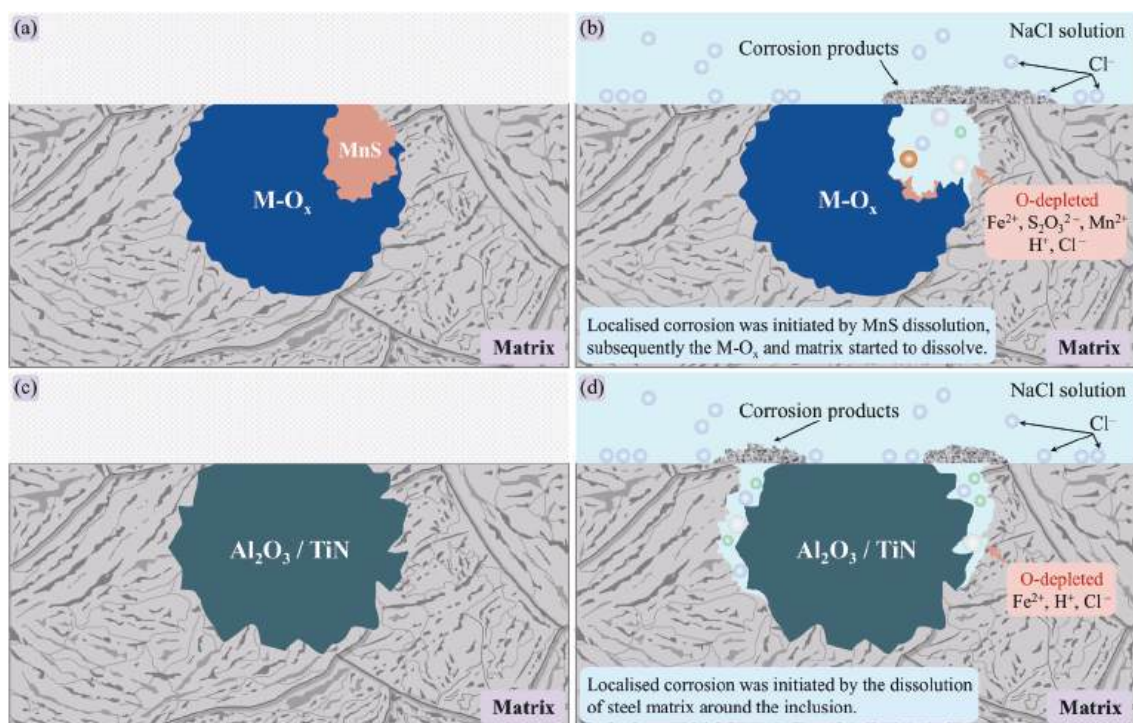 (a)
MnS
M-Oₓ
Matrix
(b)
NaCl solution
Corrosion products
Cl⁻
M-Oₓ
O-depleted
Fe²⁺, S₂O₃²⁻, Mn²⁺
H⁺, Cl⁻
Localised corrosion was initiated by MnS dissolution,
subsequently the M-Oₓ and matrix started to dissolve.
Matrix
(c)
Al₂O₃ / TiN
Matrix
(d)
NaCl solution
Corrosion products
Cl⁻
Al₂O₃ / TiN
O-depleted
Fe²⁺, H⁺, Cl⁻
Localised corrosion was initiated by the dissolution
of steel matrix around the inclusion.
Matrix